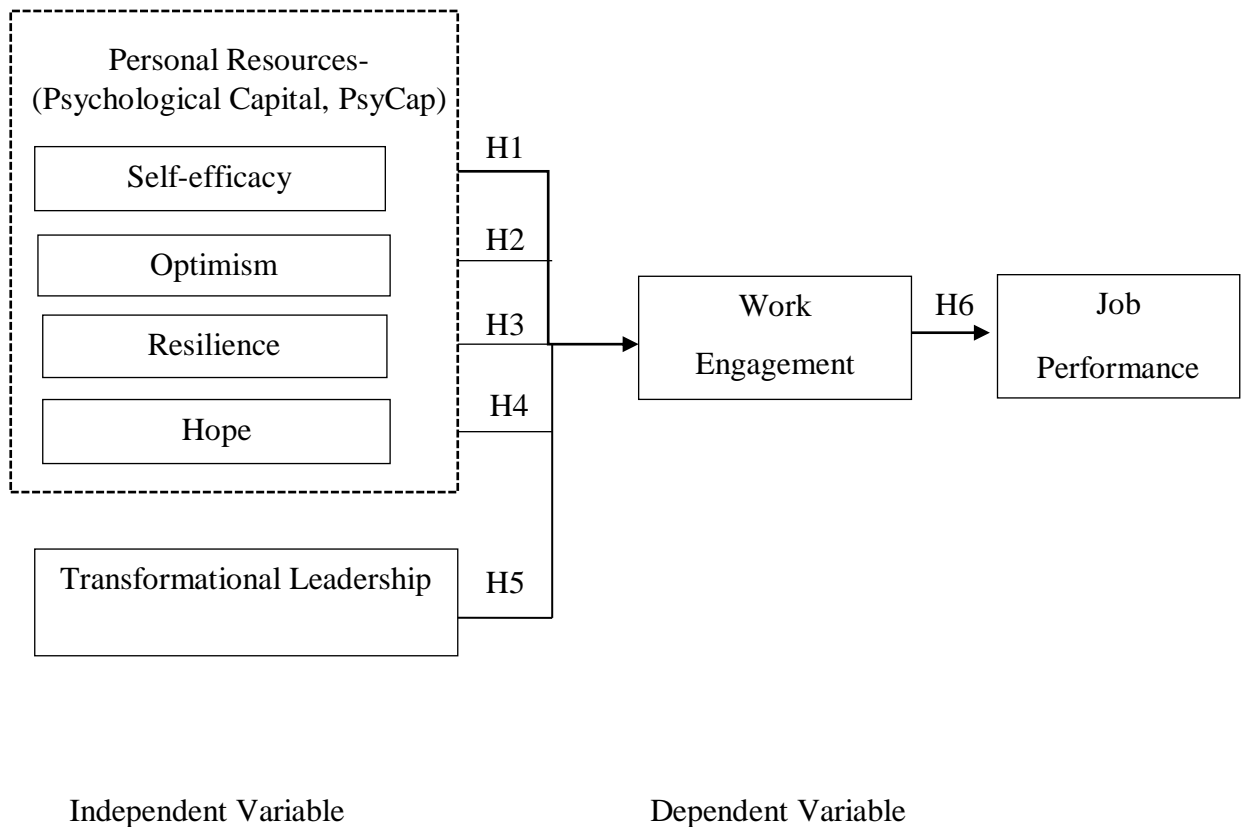 Personal Resources-
(Psychological Capital, PsyCap)
H1
Self-efficacy
H2
Optimism
H3
Resilience
H4
Hope
Work
Engagement
H6
Job
Performance
Transformational Leadership
H5
Independent Variable
Dependent Variable